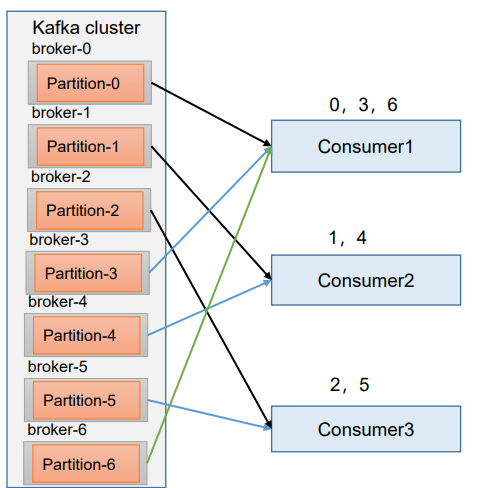 Kafka cluster
broker-0
Partition-0
broker-1
Partition-1
broker-2
Partition-2
broker-3
Partition-3
broker-4
Partition-4
broker-5
Partition-5
broker-6
Partition-6
0, 3, 6
Consumer1
1, 4
Consumer2
2, 5
Consumer3